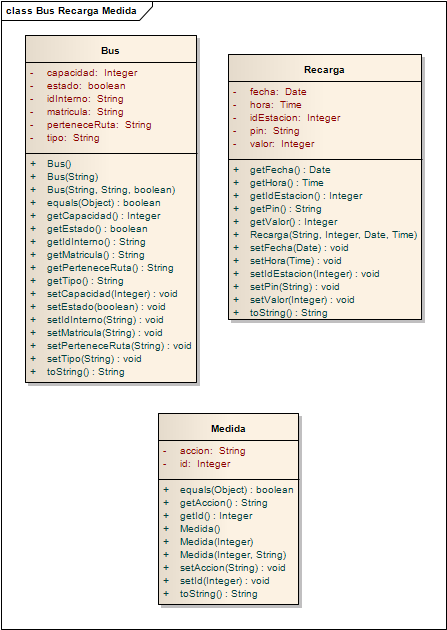 class Bus Recarga Medida
Bus
- capacidad: Integer
- estado: boolean
- idInterno: String
- matricula: String
- perteneceRuta: String
- tipo: String
+ Bus()
+ Bus(String)
+ Bus(String, String, boolean)
+ equals(Object) : boolean
+ getCapacidad() : Integer
+ getEstado() : boolean
+ getIdInterno() : String
+ getMatricula() : String
+ getPerteneceRuta() : String
+ getTipo() : String
+ setCapacidad(Integer) : void
+ setEstado(boolean) : void
+ setIdInterno(String) : void
+ setMatricula(String) : void
+ setPerteneceRuta(String) : void
+ setTipo(String) : void
+ toString() : String
Recarga
- fecha: Date
- hora: Time
- idEstacion: Integer
- pin: String
- valor: Integer
+ getFecha() : Date
+ getHora() : Time
+ getIdEstacion() : Integer
+ getPin() : String
+ getValor() : Integer
+ Recarga(String, Integer, Date, Time)
+ setFecha(Date) : void
+ setHora(Time) : void
+ setIdEstacion(Integer) : void
+ setPin(String) : void
+ setValor(Integer) : void
+ toString() : String
Medida
- accion: String
- id: Integer
+ equals(Object) : boolean
+ getAccion() : String
+ getId() : Integer
+ Medida()
+ Medida(Integer)
+ Medida(Integer, String)
+ setAccion(String) : void
+ setId(Integer) : void
+ toString() : String